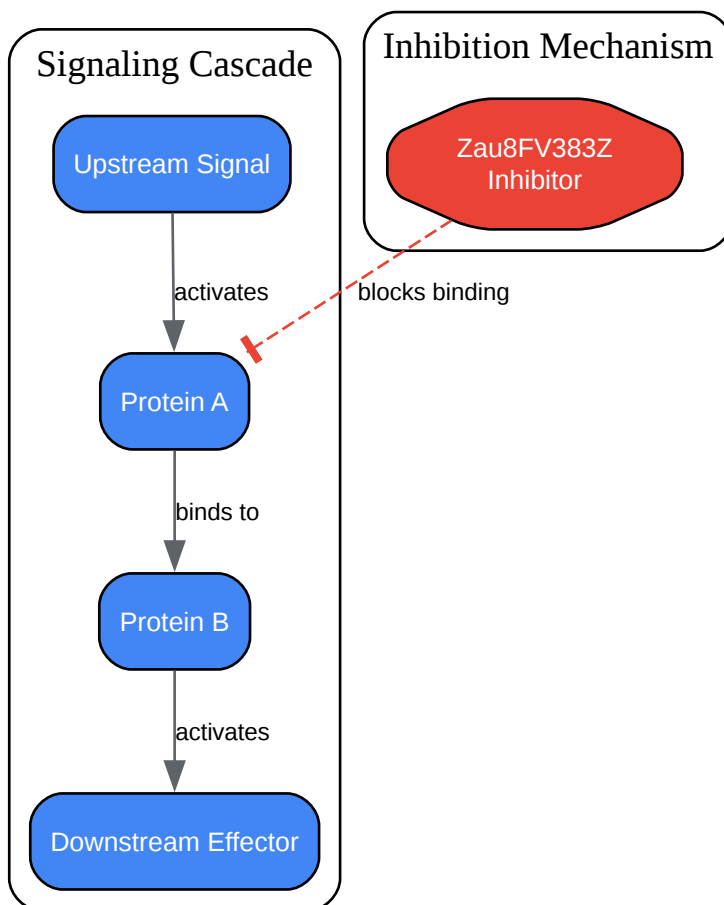 Signaling Cascade
Upstream Signal
activates
Protein A
binds to
Protein B
activates
Downstream Effector
Inhibition Mechanism
Zau8FV383Z
Inhibitor
blocks binding